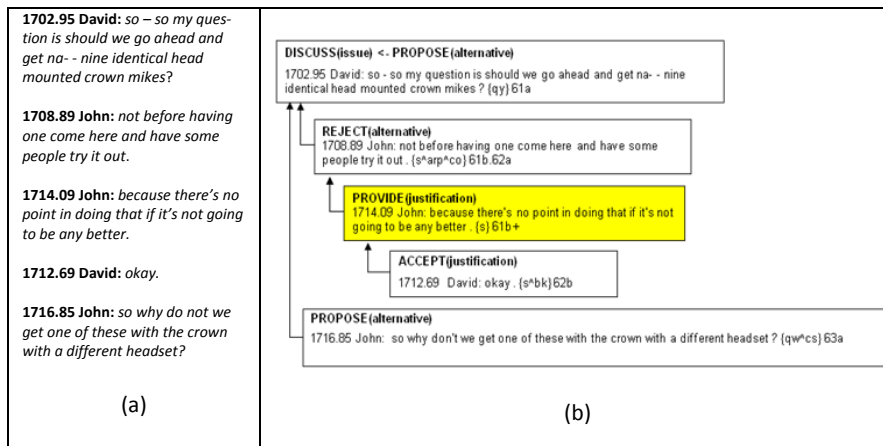 1702.95 David: so – so my ques-
tion is should we go ahead and
get na- - nine identical head
mounted crown mikes?
1708.89 John: not before having
one come here and have some
people try it out.
1714.09 John: because there's no
point in doing that if it's not going
to be any better.
1712.69 David: okay.
1716.85 John: so why do not we
get one of these with the crown
with a different headset?
(a)
DISCUSS(issue) <- PROPOSE(alternative)
1702.95 David: so - so my question is should we go ahead and get na- - nine
identical head mounted crown mikes ? {qy} 61a
REJECT(alternative)
1708.89 John: not before having one come here and have some
people try it out . {s^arp^co} 61b.62a
PROVIDE(justification)
1714.09 John: because there's no point in doing that if it's not
going to be any better . {s} 61b+
ACCEPT(justification)
1712.69 David: okay . {s^bk} 62b
PROPOSE(alternative)
1716.85 John: so why don't we get one of these with the crown with a different headset ? {qw^cs} 63a
(b)